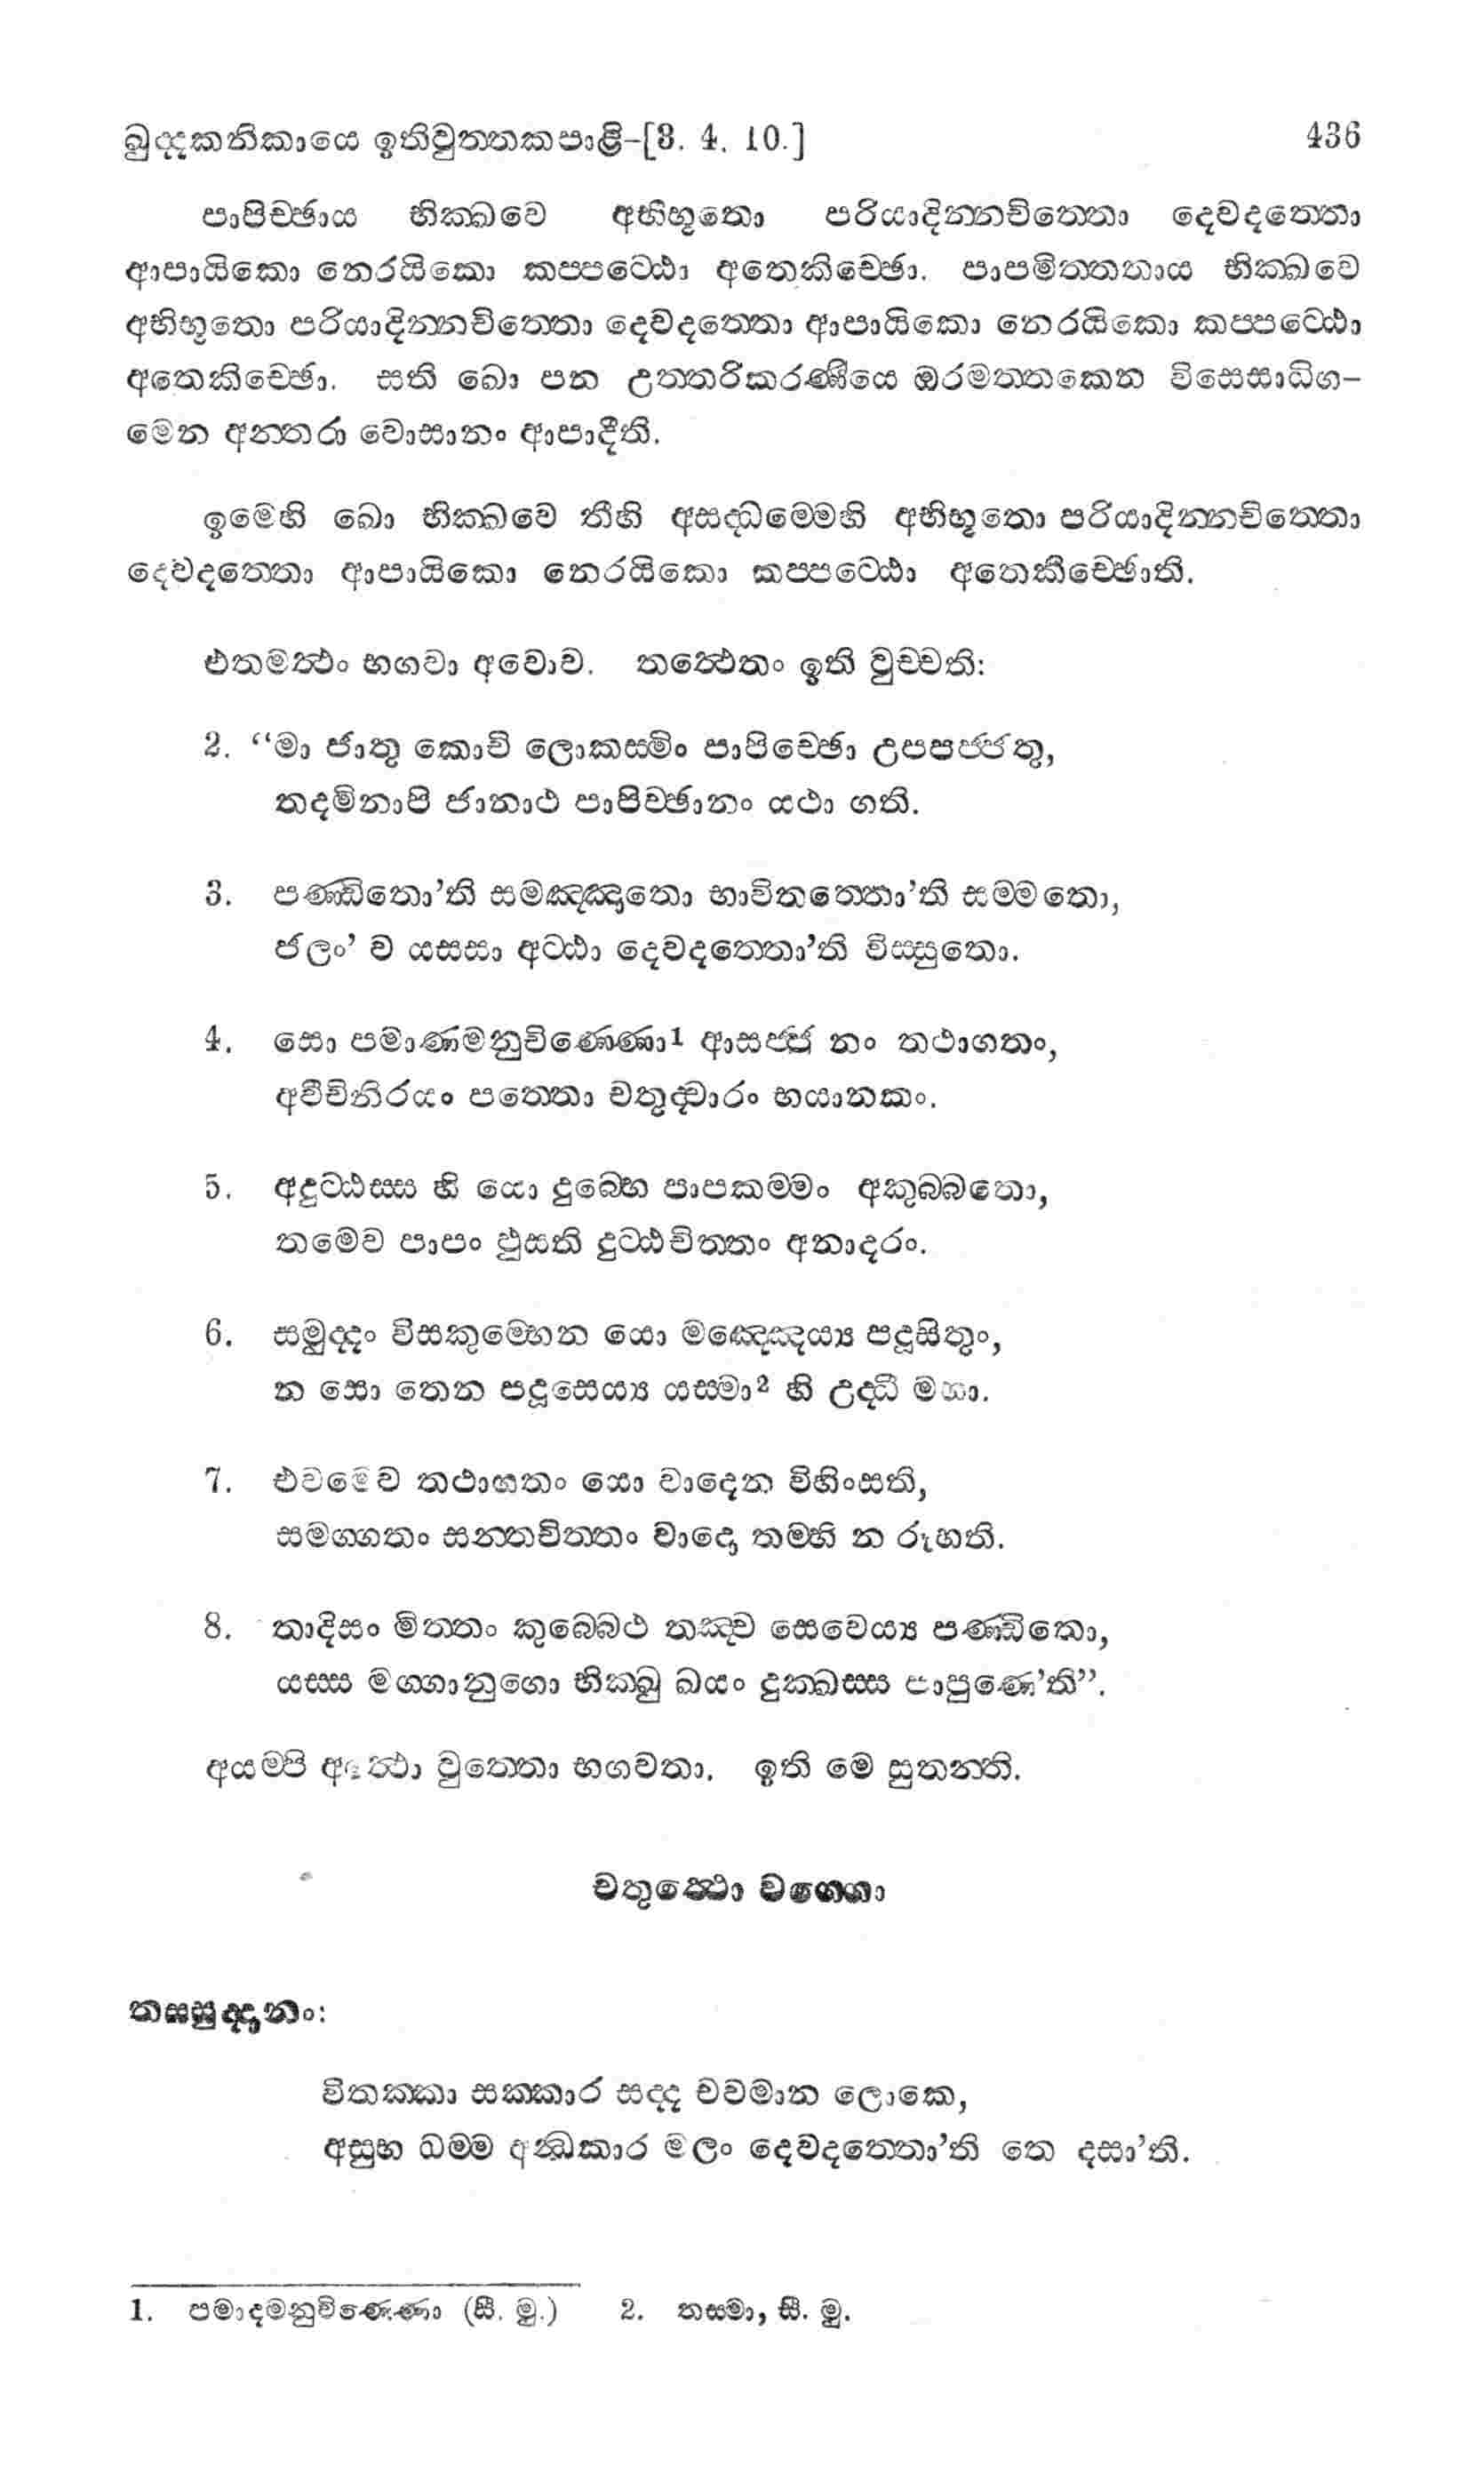 ඛුද්දකනිකායෙ ඉතිවුත්තකපාළි-[3. 4. 10.] 436
පාපිච්ඡාය භික්ඛවෙ අභිභූතො පරියාදින්නචිත්තො දෙවදත්තො
ආපායිකො නෙරයිකො කප්පට්ඨො අතෙකිච්ඡො. පාපමිත්තතාය භික්ඛවෙ
අභිභූතො පරියාදින්නචිත්තො දෙවදත්තො ආපායිකො නෙරයිකො කප්පට්ඨො
අතෙකිච්ඡො. සති ඛො පන උත්තරිකරණීයෙ ඔරමත්තකෙන විසෙසාධිග-
මෙන අන්තරා වොසානං ආපාදීති.
ඉමෙහි ඛො භික්ඛවෙ තීහි අසද්ධම්මෙහි අභිභූතො පරියාදින්නචිත්තො
දෙවදත්තො ආපායිකො නෙරයිකො කප්පට්ඨො අතෙකිච්ඡොති.
එතමත්ථං භගවා අවොච. තත්ථෙතං ඉති වුච්චති:
2. “මා ජාතු කොචි ලොකස්මිං පාපිච්ඡො උපපජ්ජතු,
තදමිනාපි ජානාථ පාපිච්ඡානං යථා ගති.
3. පණ්ඩිතො’ති සමඤ්ඤාතො භාවිතත්තො’ති සම්මතො,
ජලං’ ව යසසා අට්ඨා දෙවදත්තො’ති විස්සුතො.
4. සො පමාණමනුචිණ්ණො1 ආසජ්ජ නං තථාගතං,
අවීචිනිරයං පත්තො චතුද්වාරං භයානකං.
5. අදුට්ඨස්ස හි යො දුබ්භෙ පාපකම්මං අකුබ්බතො,
තමෙව පාපං ඵුසති දුට්ඨචිත්තං අනාදරං.
6. සමුද්දං විසකුම්භෙන යො මඤ්ඤෙය්‍ය පදූසිතුං,
න සො තෙන පදූසෙය්‍ය යස්මා2 හි උදධී මහා.
7. එවමෙව තථාගතං යො වාදෙන විහිංසති,
සමග්ගතං සන්තචිත්තං වාදො තම්හි න රූහති.
8. තාදිසං මිත්තං කුබ්බෙථ තඤ්ච සෙවෙය්‍ය පණ්ඩිතො,
යස්ස මග්ගානුගො භික්ඛු ඛයං දුක්ඛස්ස පාපුණෙ’ති”.
අයම්පි අත්ථො වුත්තො භගවතා. ඉති මෙ සුතන්ති.
චතුත්ථො වග්ගො
තස්සුද්දානං:
විතක්කා සක්කාර සද්ද චවමාන ලොකෙ,
අසුභ ධම්ම අන්ධකාර මලං දෙවදත්තො’ති තෙ දසා’ති.
1. පමාදමනුචිණ්ණො (සී. මු.) 2. තස්මා, සී. මු.